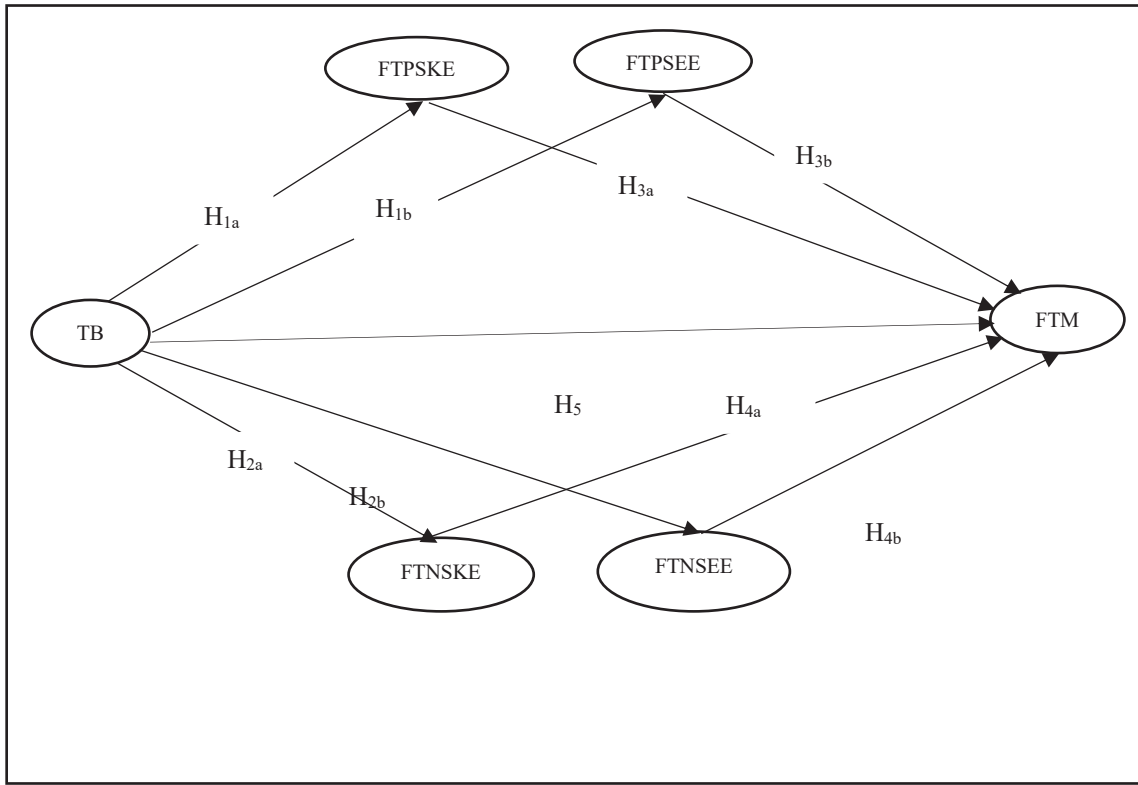 FTPSKE
FTPSEE
H3b
H3a
H1a
H1b
TB
FTM
H5
H4a
H2a
H2b
H4b
FTNSKE
FTNSEE